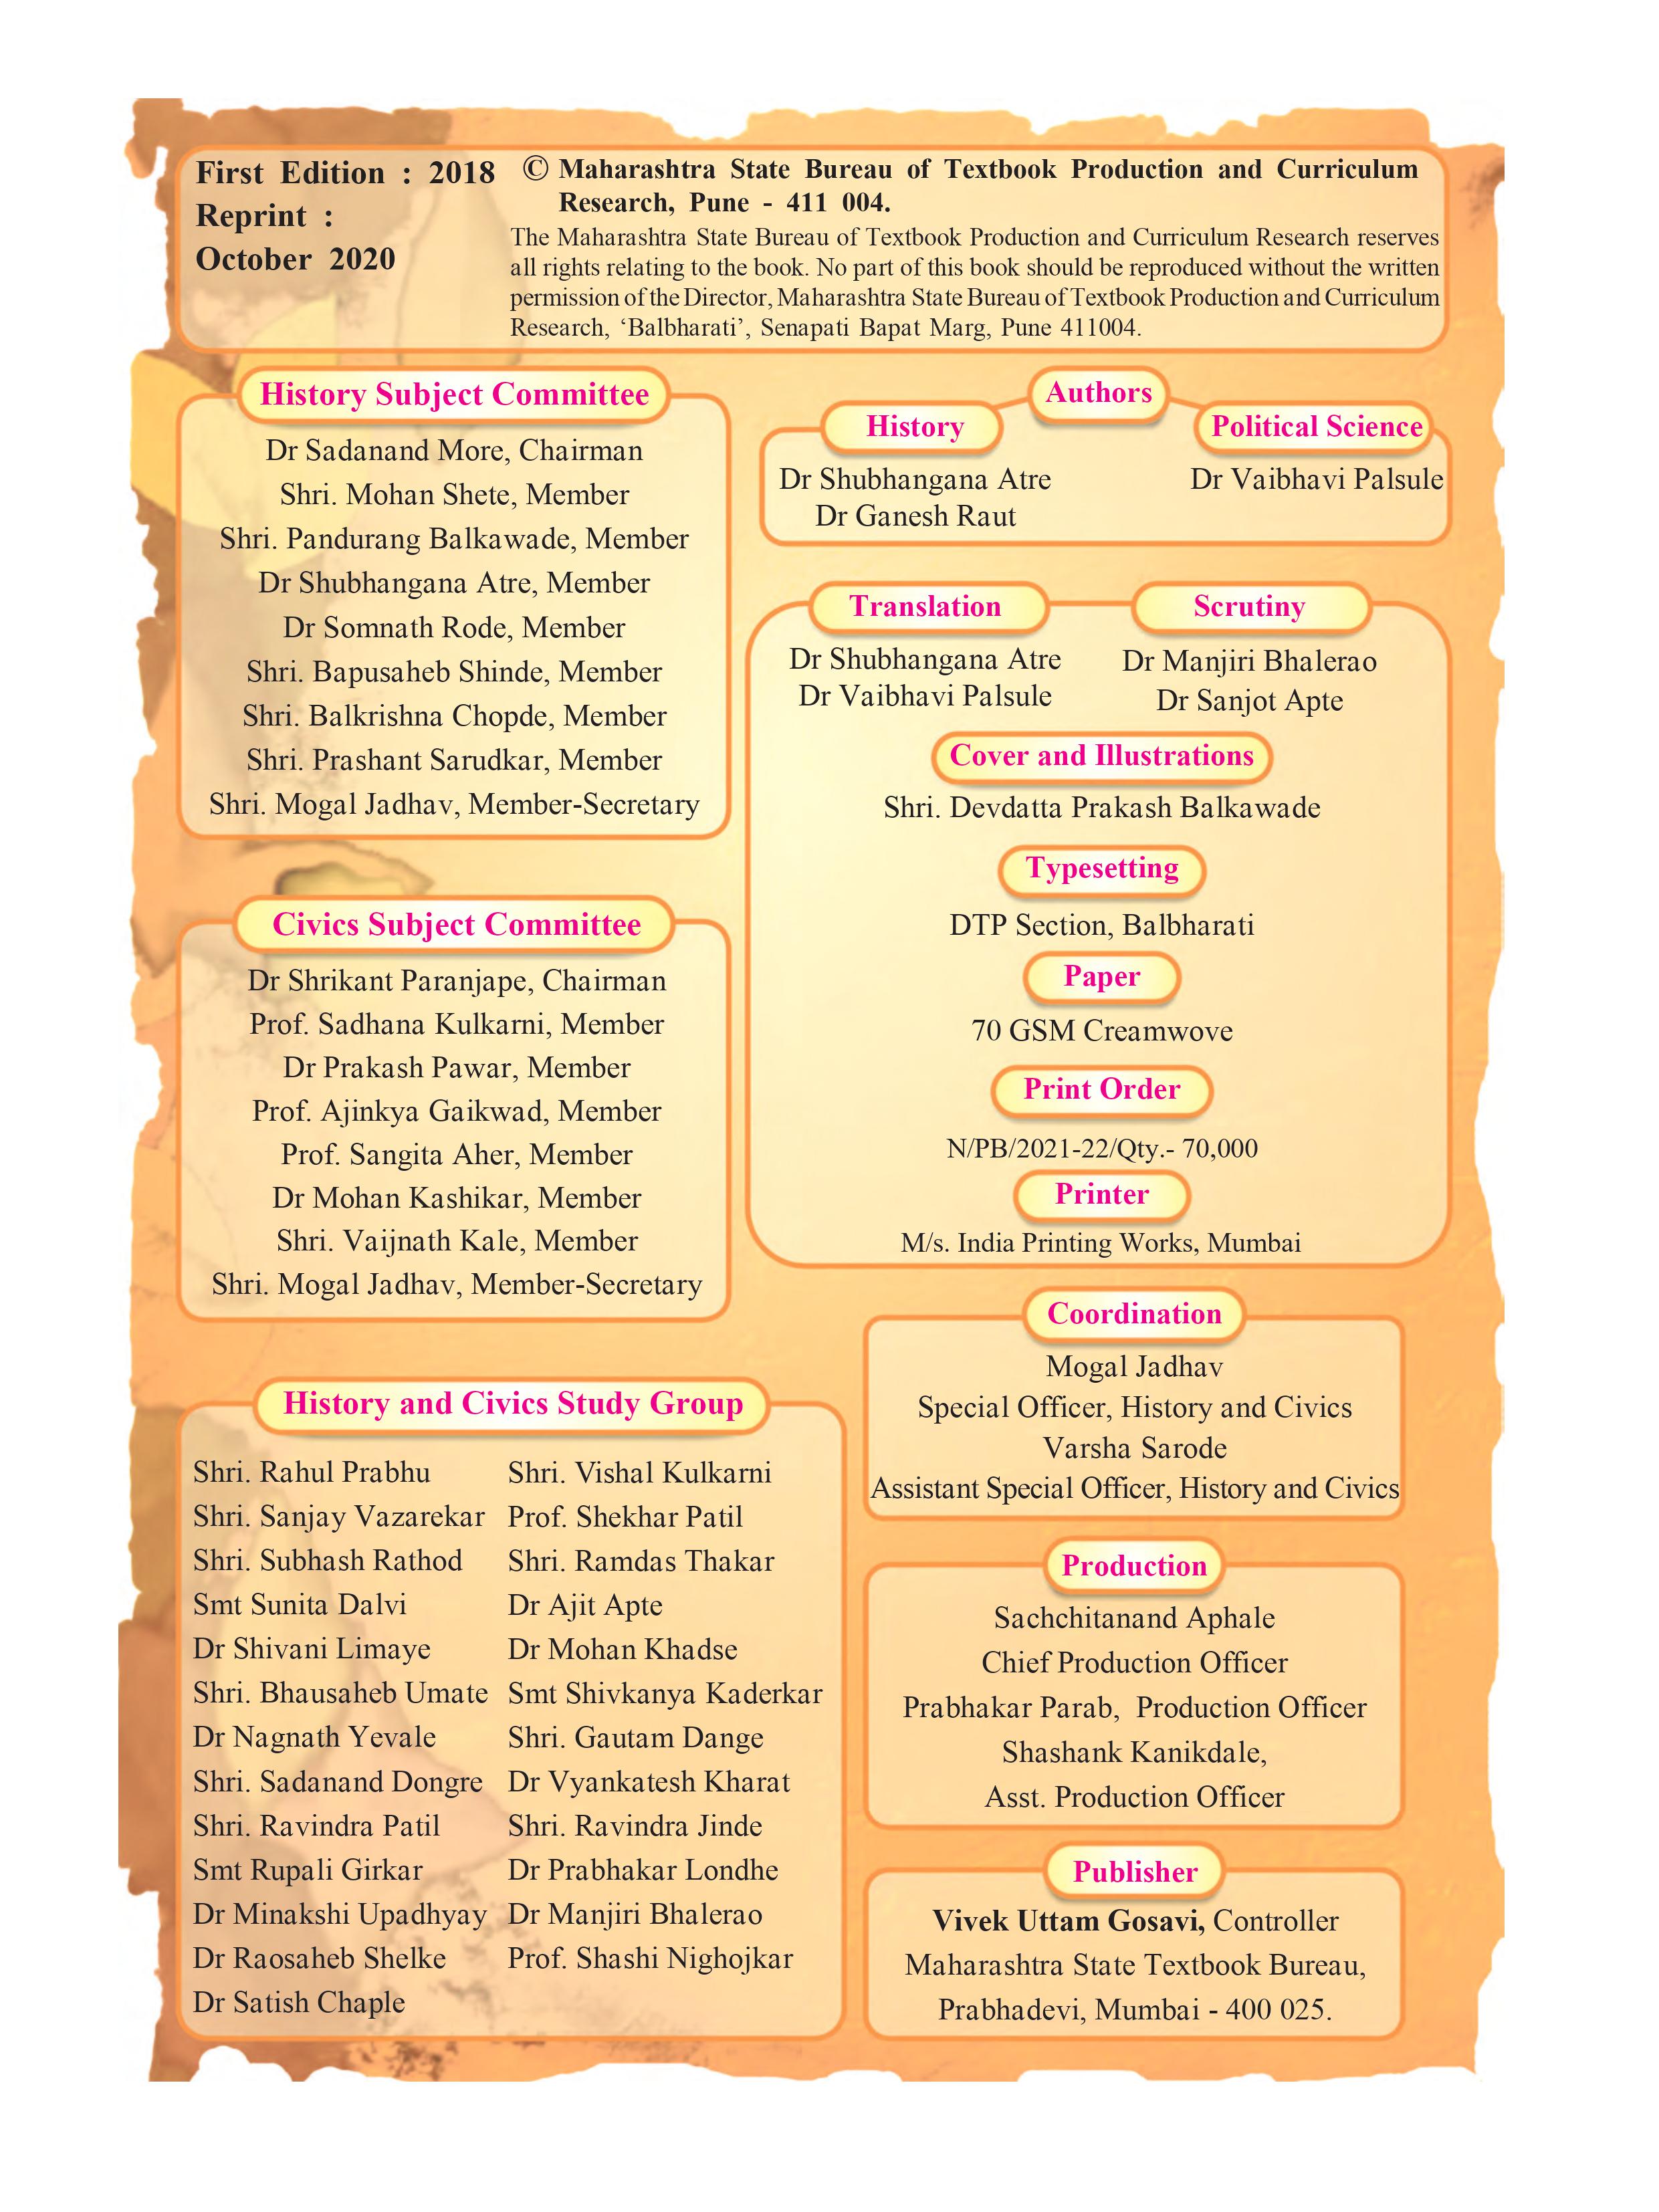 First Edition : 2018
Reprint :
October 2020
© Maharashtra State Bureau of Textbook Production and Curriculum
Research, Pune - 411 004.
The Maharashtra State Bureau of Textbook Production and Curriculum Research reserves
all rights relating to the book. No part of this book should be reproduced without the written
permission of the Director, Maharashtra State Bureau of Textbook Production and Curriculum
Research, ‘Balbharati’, Senapati Bapat Marg, Pune 411004.
History Subject Committee
Dr Sadanand More, Chairman
Shri. Mohan Shete, Member
Shri. Pandurang Balkawade, Member
Dr Shubhangana Atre, Member
Dr Somnath Rode, Member
Shri. Bapusaheb Shinde, Member
Shri. Balkrishna Chopde, Member
Shri. Prashant Sarudkar, Member
Shri. Mogal Jadhav, Member-Secretary
Civics Subject Committee
Dr Shrikant Paranjape, Chairman
Prof. Sadhana Kulkarni, Member
Dr Prakash Pawar, Member
Prof. Ajinkya Gaikwad, Member
Prof. Sangita Aher, Member
Dr Mohan Kashikar, Member
Shri. Vaijnath Kale, Member
Shri. Mogal Jadhav, Member-Secretary
History and Civics Study Group
Shri. Rahul Prabhu
Shri. Sanjay Vazarekar
Shri. Subhash Rathod
Smt Sunita Dalvi
Dr Shivani Limaye
Shri. Bhausaheb Umate
Dr Nagnath Yevale
Shri. Sadanand Dongre
Shri. Ravindra Patil
Smt Rupali Girkar
Dr Minakshi Upadhyay
Dr Raosaheb Shelke
Dr Satish Chaple
Shri. Vishal Kulkarni
Prof. Shekhar Patil
Shri. Ramdas Thakar
Dr Ajit Apte
Dr Mohan Khadse
Smt Shivkanya Kaderkar
Shri. Gautam Dange
Dr Vyankatesh Kharat
Shri. Ravindra Jinde
Dr Prabhakar Londhe
Dr Manjiri Bhalerao
Prof. Shashi Nighojkar
Authors
History
Dr Shubhangana Atre
Dr Ganesh Raut
Political Science
Dr Vaibhavi Palsule
Translation
Dr Shubhangana Atre
Dr Vaibhavi Palsule
Scrutiny
Dr Manjiri Bhalerao
Dr Sanjot Apte
Cover and Illustrations
Shri. Devdatta Prakash Balkawade
Typesetting
DTP Section, Balbharati
Paper
70 GSM Creamwove
Print Order
N/PB/2021-22/Qty.- 70,000
Printer
M/s. India Printing Works, Mumbai
Coordination
Mogal Jadhav
Special Officer, History and Civics
Varsha Sarode
Assistant Special Officer, History and Civics
Production
Sachchitanand Aphale
Chief Production Officer
Prabhakar Parab, Production Officer
Shashank Kanikdale,
Asst. Production Officer
Publisher
Vivek Uttam Gosavi, Controller
Maharashtra State Textbook Bureau,
Prabhadevi, Mumbai - 400 025.